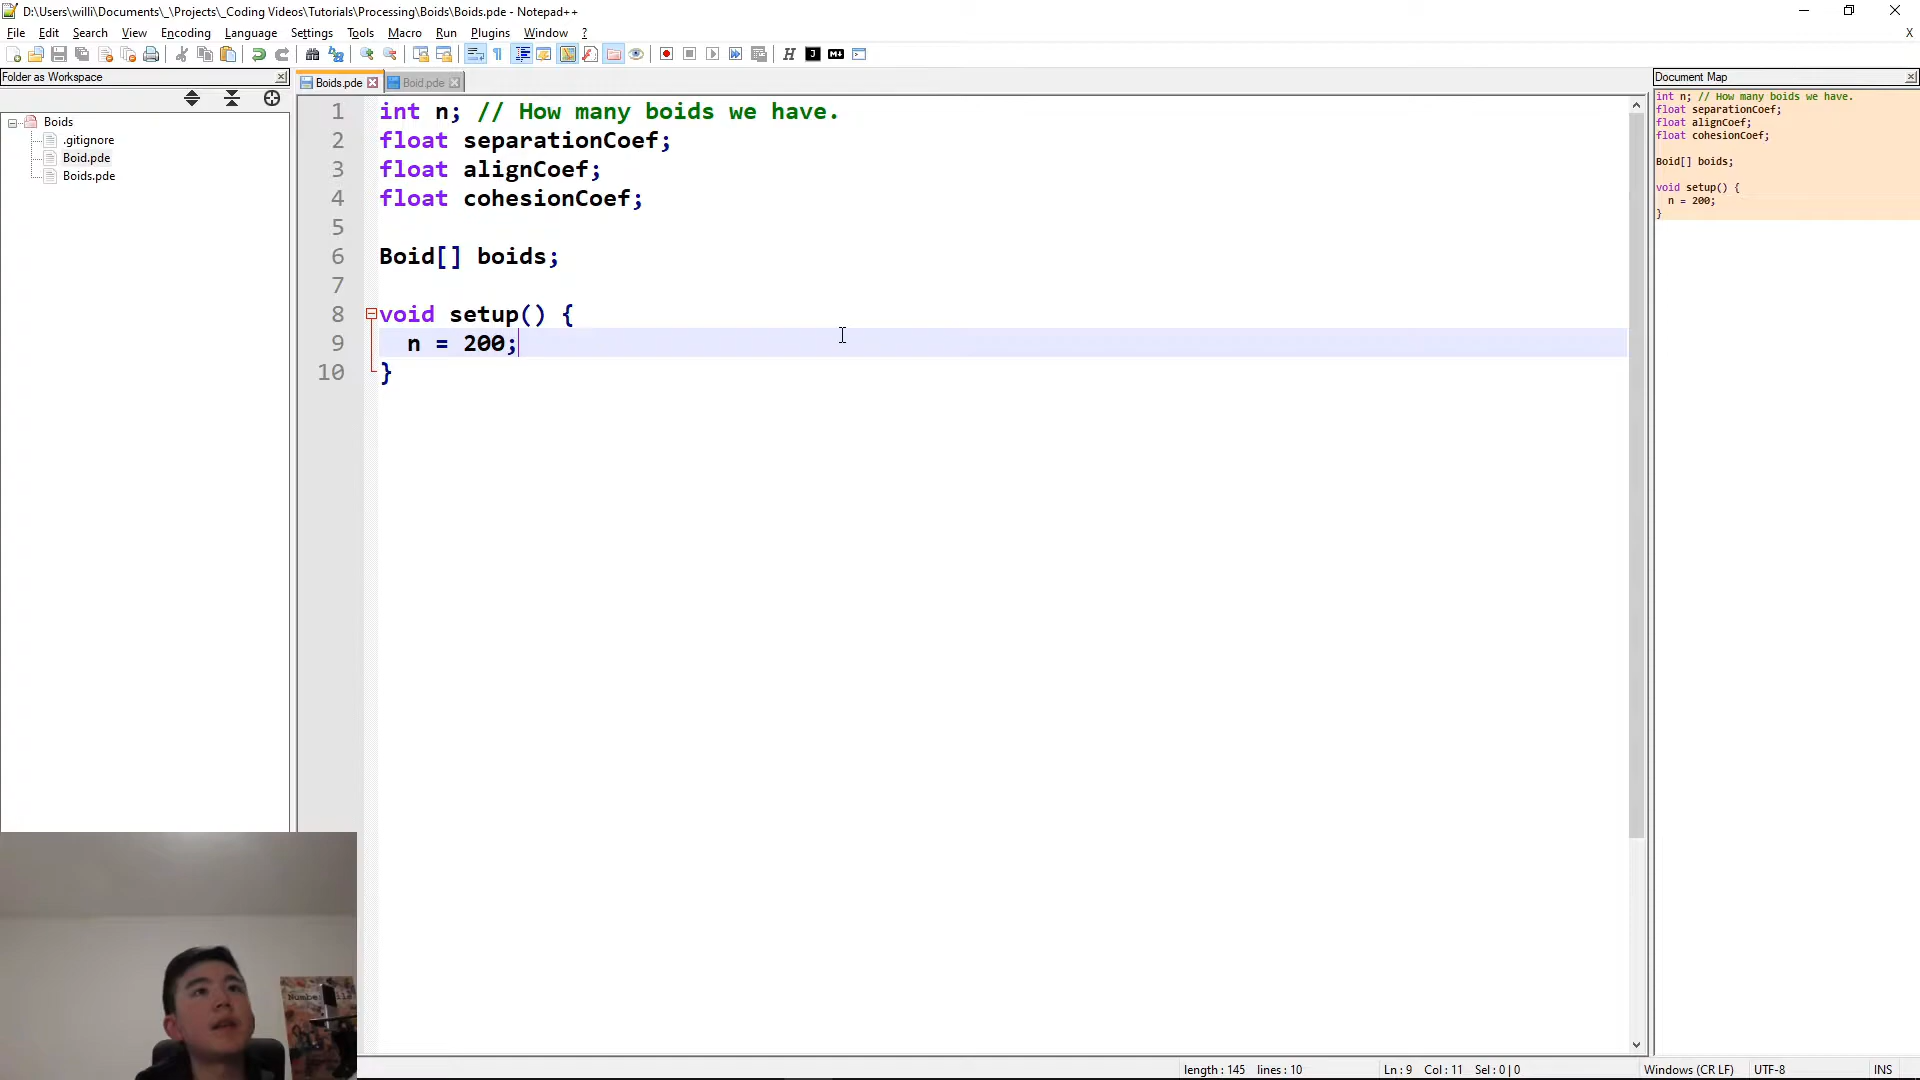 D:\Users\willi\Documents\_\Projects\_Coding Videos\Tutorials\Processing\Boids\Boids.pde - Notepad++
File Edit Search View Encoding Language Settings Tools Macro Run Plugins Window ? X
Folder as Workspace
Boids
.gitignore
Boid.pde
Boids.pde
Boids.pde Boid.pde
1 int n; // How many boids we have.
2 float separationCoef;
3 float alignCoef;
4 float cohesionCoef;
5
6 Boid[] boids;
7
8 void setup() {
9 n = 200;
10 }
Document Map
int n; // How many boids we have.
float separationCoef;
float alignCoef;
float cohesionCoef;
Boid[] boids;
void setup() {
n = 200;
}
length : 145 lines : 10 Ln : 9 Col : 11 Sel : 0 | 0 Windows (CR LF) UTF-8 INS